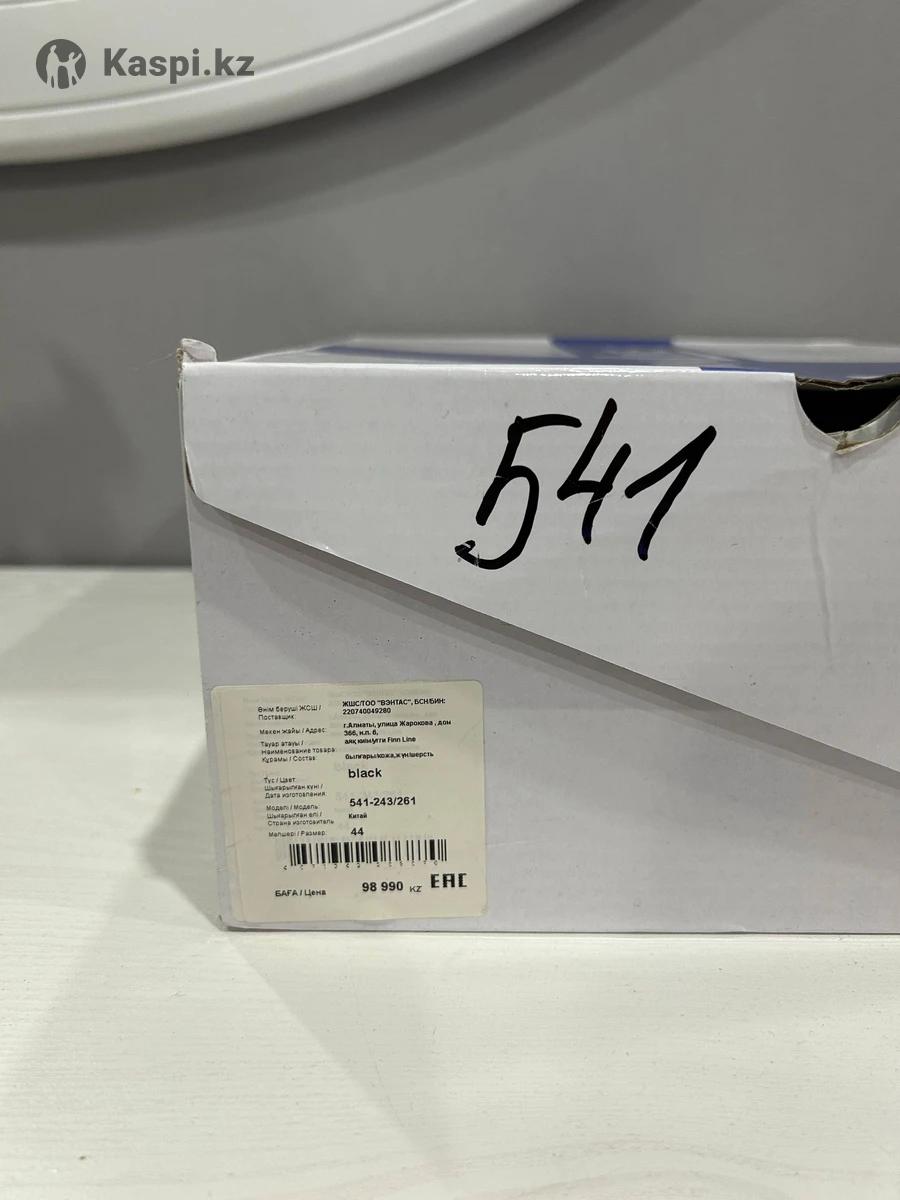 Kaspi.kz
541
Өнім беруші ЖСШ / Поставщик:
ЖШС/ТОО "ВЭНТАС", БСН/БИН: 220740049280
Мекен жайы / Адрес:
г.Алматы, улица Жарокова , дом 366, н.п. 6,
Тауар атауы / Наименование товара:
аяқ киім/угги Finn Line
Құрамы / Состав:
былғары/кожа,жүн/шерсть
Түс / Цвет:
black
Шығарылған күні / Дата изготовления:
Моделі / Модель:
541-243/261
Шығарылған елі / Страна изготовитель
Китай
Мөлшері / Размер:
44
БАҒА / Цена
98 990 KZ
EAC